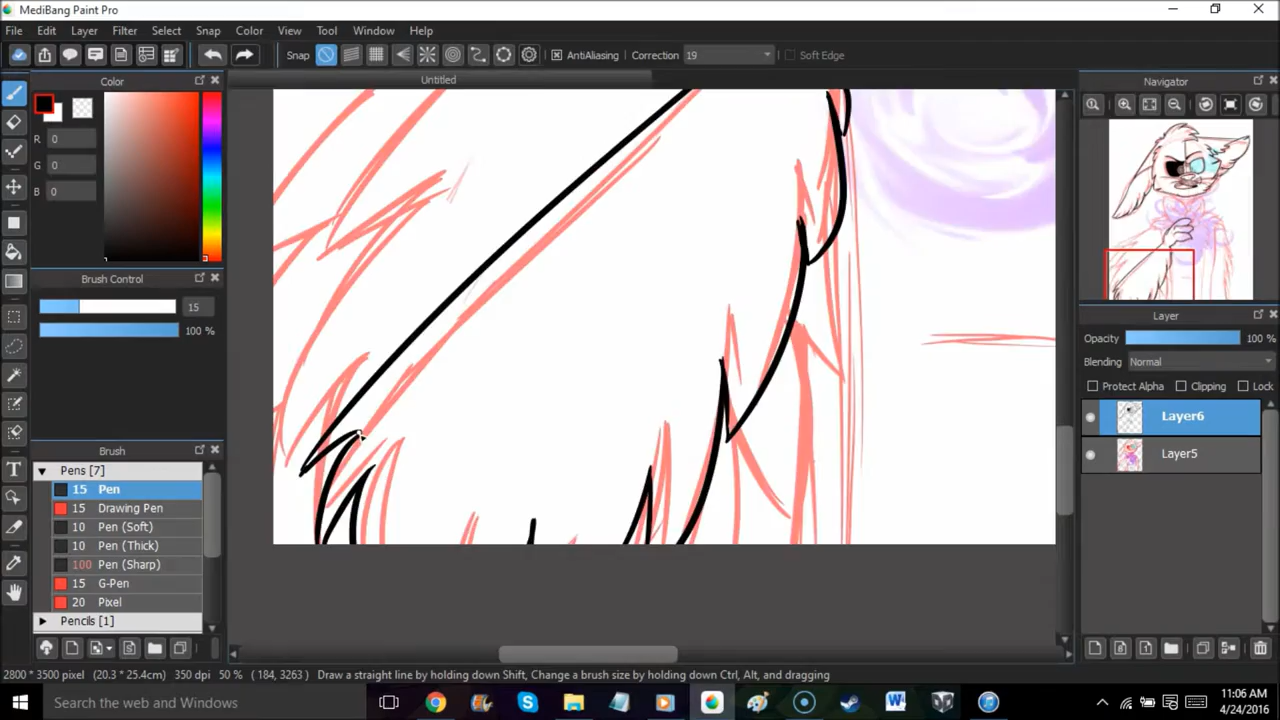 MediBang Paint Pro
File Edit Layer Filter Select Snap Color View Tool Window Help
Snap AntiAliasing Correction 19 Soft Edge
Color
Untitled
Navigator
R 0
G 0
B 0
Brush Control
15
100 %
Layer
Opacity 100 %
Blending Normal
Protect Alpha Clipping Lock
Layer6
Layer5
Brush
Pens [7]
15 Pen
15 Drawing Pen
10 Pen (Soft)
10 Pen (Thick)
100 Pen (Sharp)
15 G-Pen
20 Pixel
Pencils [1]
2800 * 3500 pixel (20.3 * 25.4cm) 350 dpi 50 % ( 184, 3263) Draw a straight line by holding down Shift, Change a brush size by holding down Ctrl, Alt, and dragging
Search the web and Windows
11:06 AM
4/24/2016